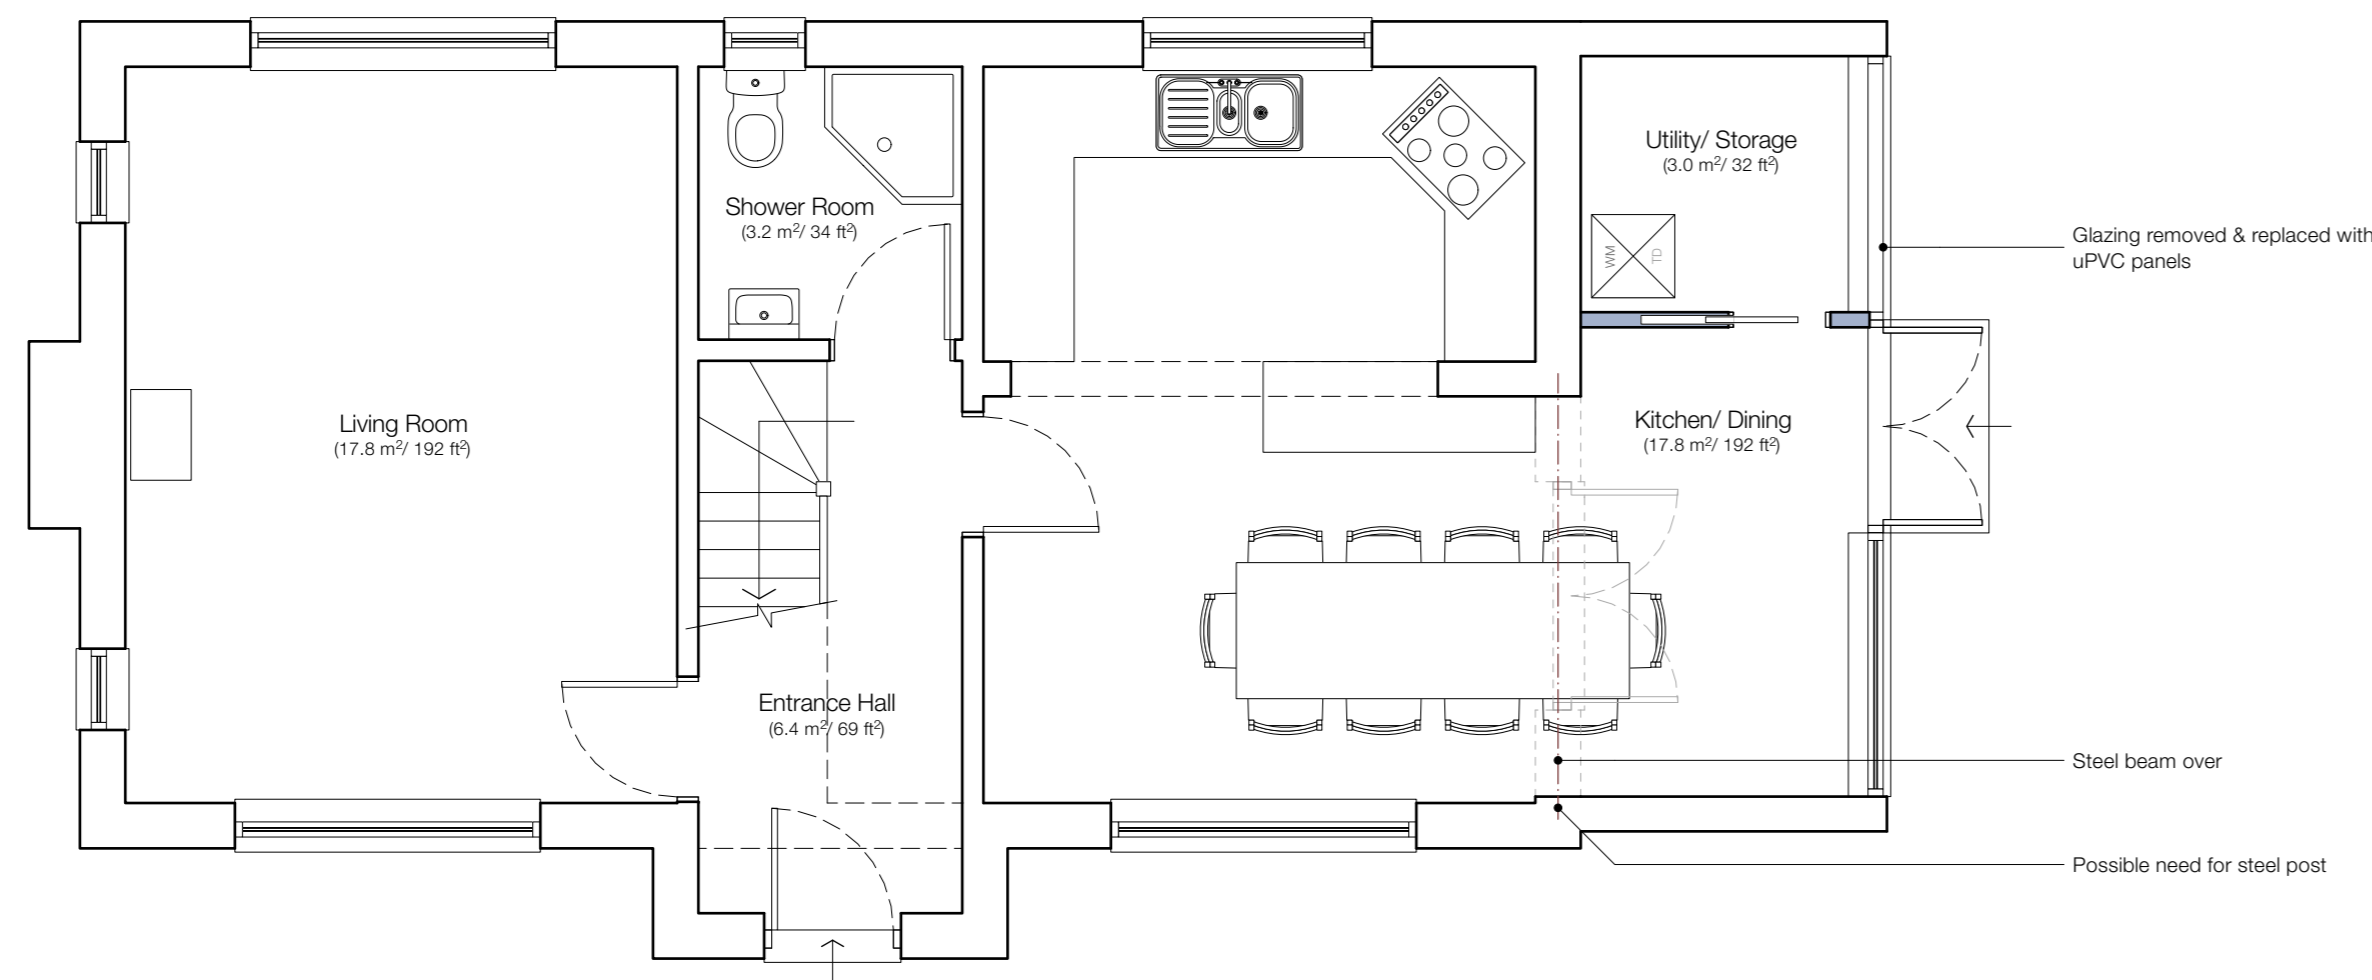 Utility/ Storage
(3.0 m²/ 32 ft²)
Shower Room
(3.2 m²/ 34 ft²)
Glazing removed & replaced with
uPVC panels
WM
TD
Living Room
(17.8 m²/ 192 ft²)
Kitchen/ Dining
(17.8 m²/ 192 ft²)
Entrance Hall
(6.4 m²/ 69 ft²)
Steel beam over
Possible need for steel post